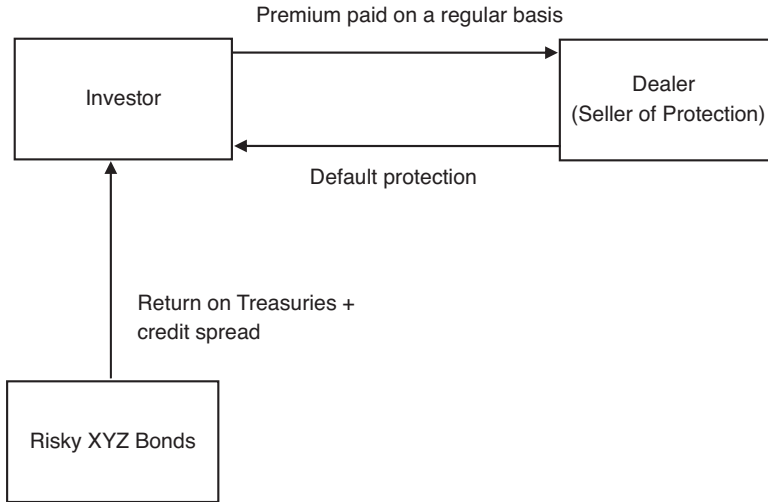 Premium paid on a regular basis
Investor
Dealer
(Seller of Protection)
Default protection
Return on Treasuries +
credit spread
Risky XYZ Bonds